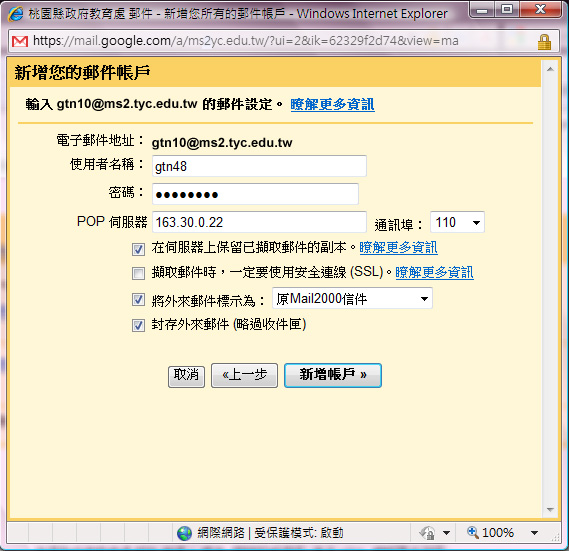 桃園縣政府教育處 郵件 - 新增您所有的郵件帳戶 - Windows Internet Explorer
https://mail.google.com/a/ms2yc.edu.tw/?ui=2&ik=62329f2d74&view=ma
新增您的郵件帳戶
輸入 gtn10@ms2.tyc.edu.tw 的郵件設定。 瞭解更多資訊
電子郵件地址： gtn10@ms2.tyc.edu.tw
使用者名稱： gtn48
密碼： ●●●●●●●●
POP 伺服器 163.30.0.22 通訊埠： 110
在伺服器上保留已擷取郵件的副本。瞭解更多資訊
擷取郵件時，一定要使用安全連線 (SSL)。瞭解更多資訊
將外來郵件標示為： 原Mail2000信件
封存外來郵件 (略過收件匣)
取消 «上一步 新增帳戶 »
網際網路 | 受保護模式: 啟動 100%